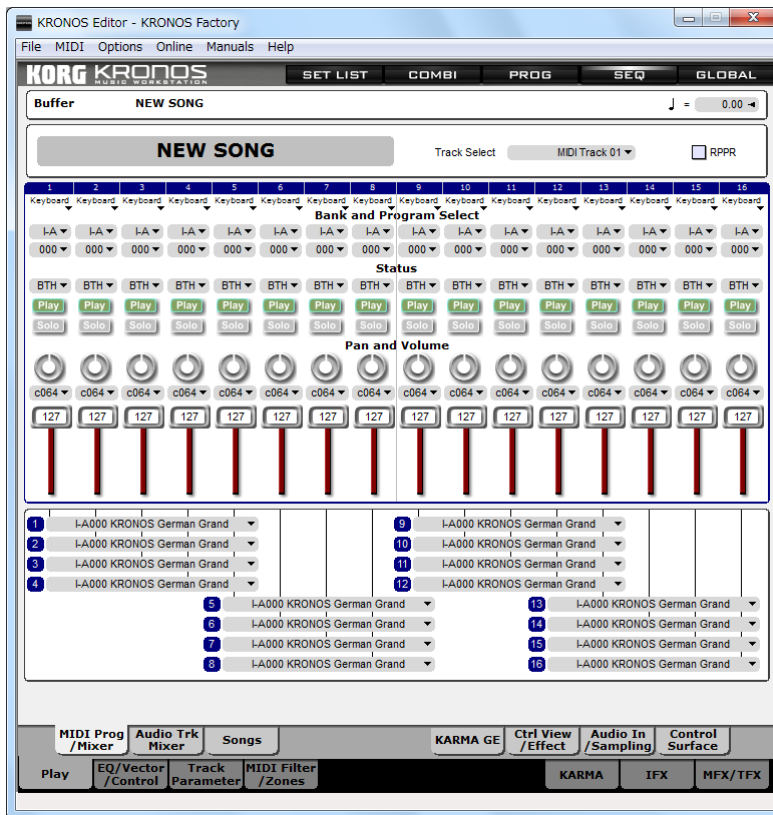 KRONOS Editor - KRONOS Factory
File MIDI Options Online Manuals Help
KORG KRONOS SET LIST COMBI PROG SEQ GLOBAL
MUSIC WORKSTATION
Buffer NEW SONG ♩ = 0.00
NEW SONG Track Select MIDI Track 01 RPPR
1 2 3 4 5 6 7 8 9 10 11 12 13 14 15 16
Keyboard Keyboard Keyboard Keyboard Keyboard Keyboard Keyboard Keyboard Keyboard Keyboard Keyboard Keyboard Keyboard Keyboard Keyboard Keyboard
Bank and Program Select
I-A I-A I-A I-A I-A I-A I-A I-A I-A I-A I-A I-A I-A I-A I-A I-A
000 000 000 000 000 000 000 000 000 000 000 000 000 000 000 000
Status
BTH BTH BTH BTH BTH BTH BTH BTH BTH BTH BTH BTH BTH BTH BTH BTH
Play Play Play Play Play Play Play Play Play Play Play Play Play Play Play Play
Solo Solo Solo Solo Solo Solo Solo Solo Solo Solo Solo Solo Solo Solo Solo Solo
Pan and Volume
c064 c064 c064 c064 c064 c064 c064 c064 c064 c064 c064 c064 c064 c064 c064 c064
127 127 127 127 127 127 127 127 127 127 127 127 127 127 127 127
1 I-A000 KRONOS German Grand 9 I-A000 KRONOS German Grand
2 I-A000 KRONOS German Grand 10 I-A000 KRONOS German Grand
3 I-A000 KRONOS German Grand 11 I-A000 KRONOS German Grand
4 I-A000 KRONOS German Grand 12 I-A000 KRONOS German Grand
5 I-A000 KRONOS German Grand 13 I-A000 KRONOS German Grand
6 I-A000 KRONOS German Grand 14 I-A000 KRONOS German Grand
7 I-A000 KRONOS German Grand 15 I-A000 KRONOS German Grand
8 I-A000 KRONOS German Grand 16 I-A000 KRONOS German Grand
MIDI Prog /Mixer Audio Trk Mixer Songs KARMA GE Ctrl View /Effect Audio In /Sampling Control Surface
Play EQ/Vector /Control Track Parameter MIDI Filter /Zones KARMA IFX MFX/TFX